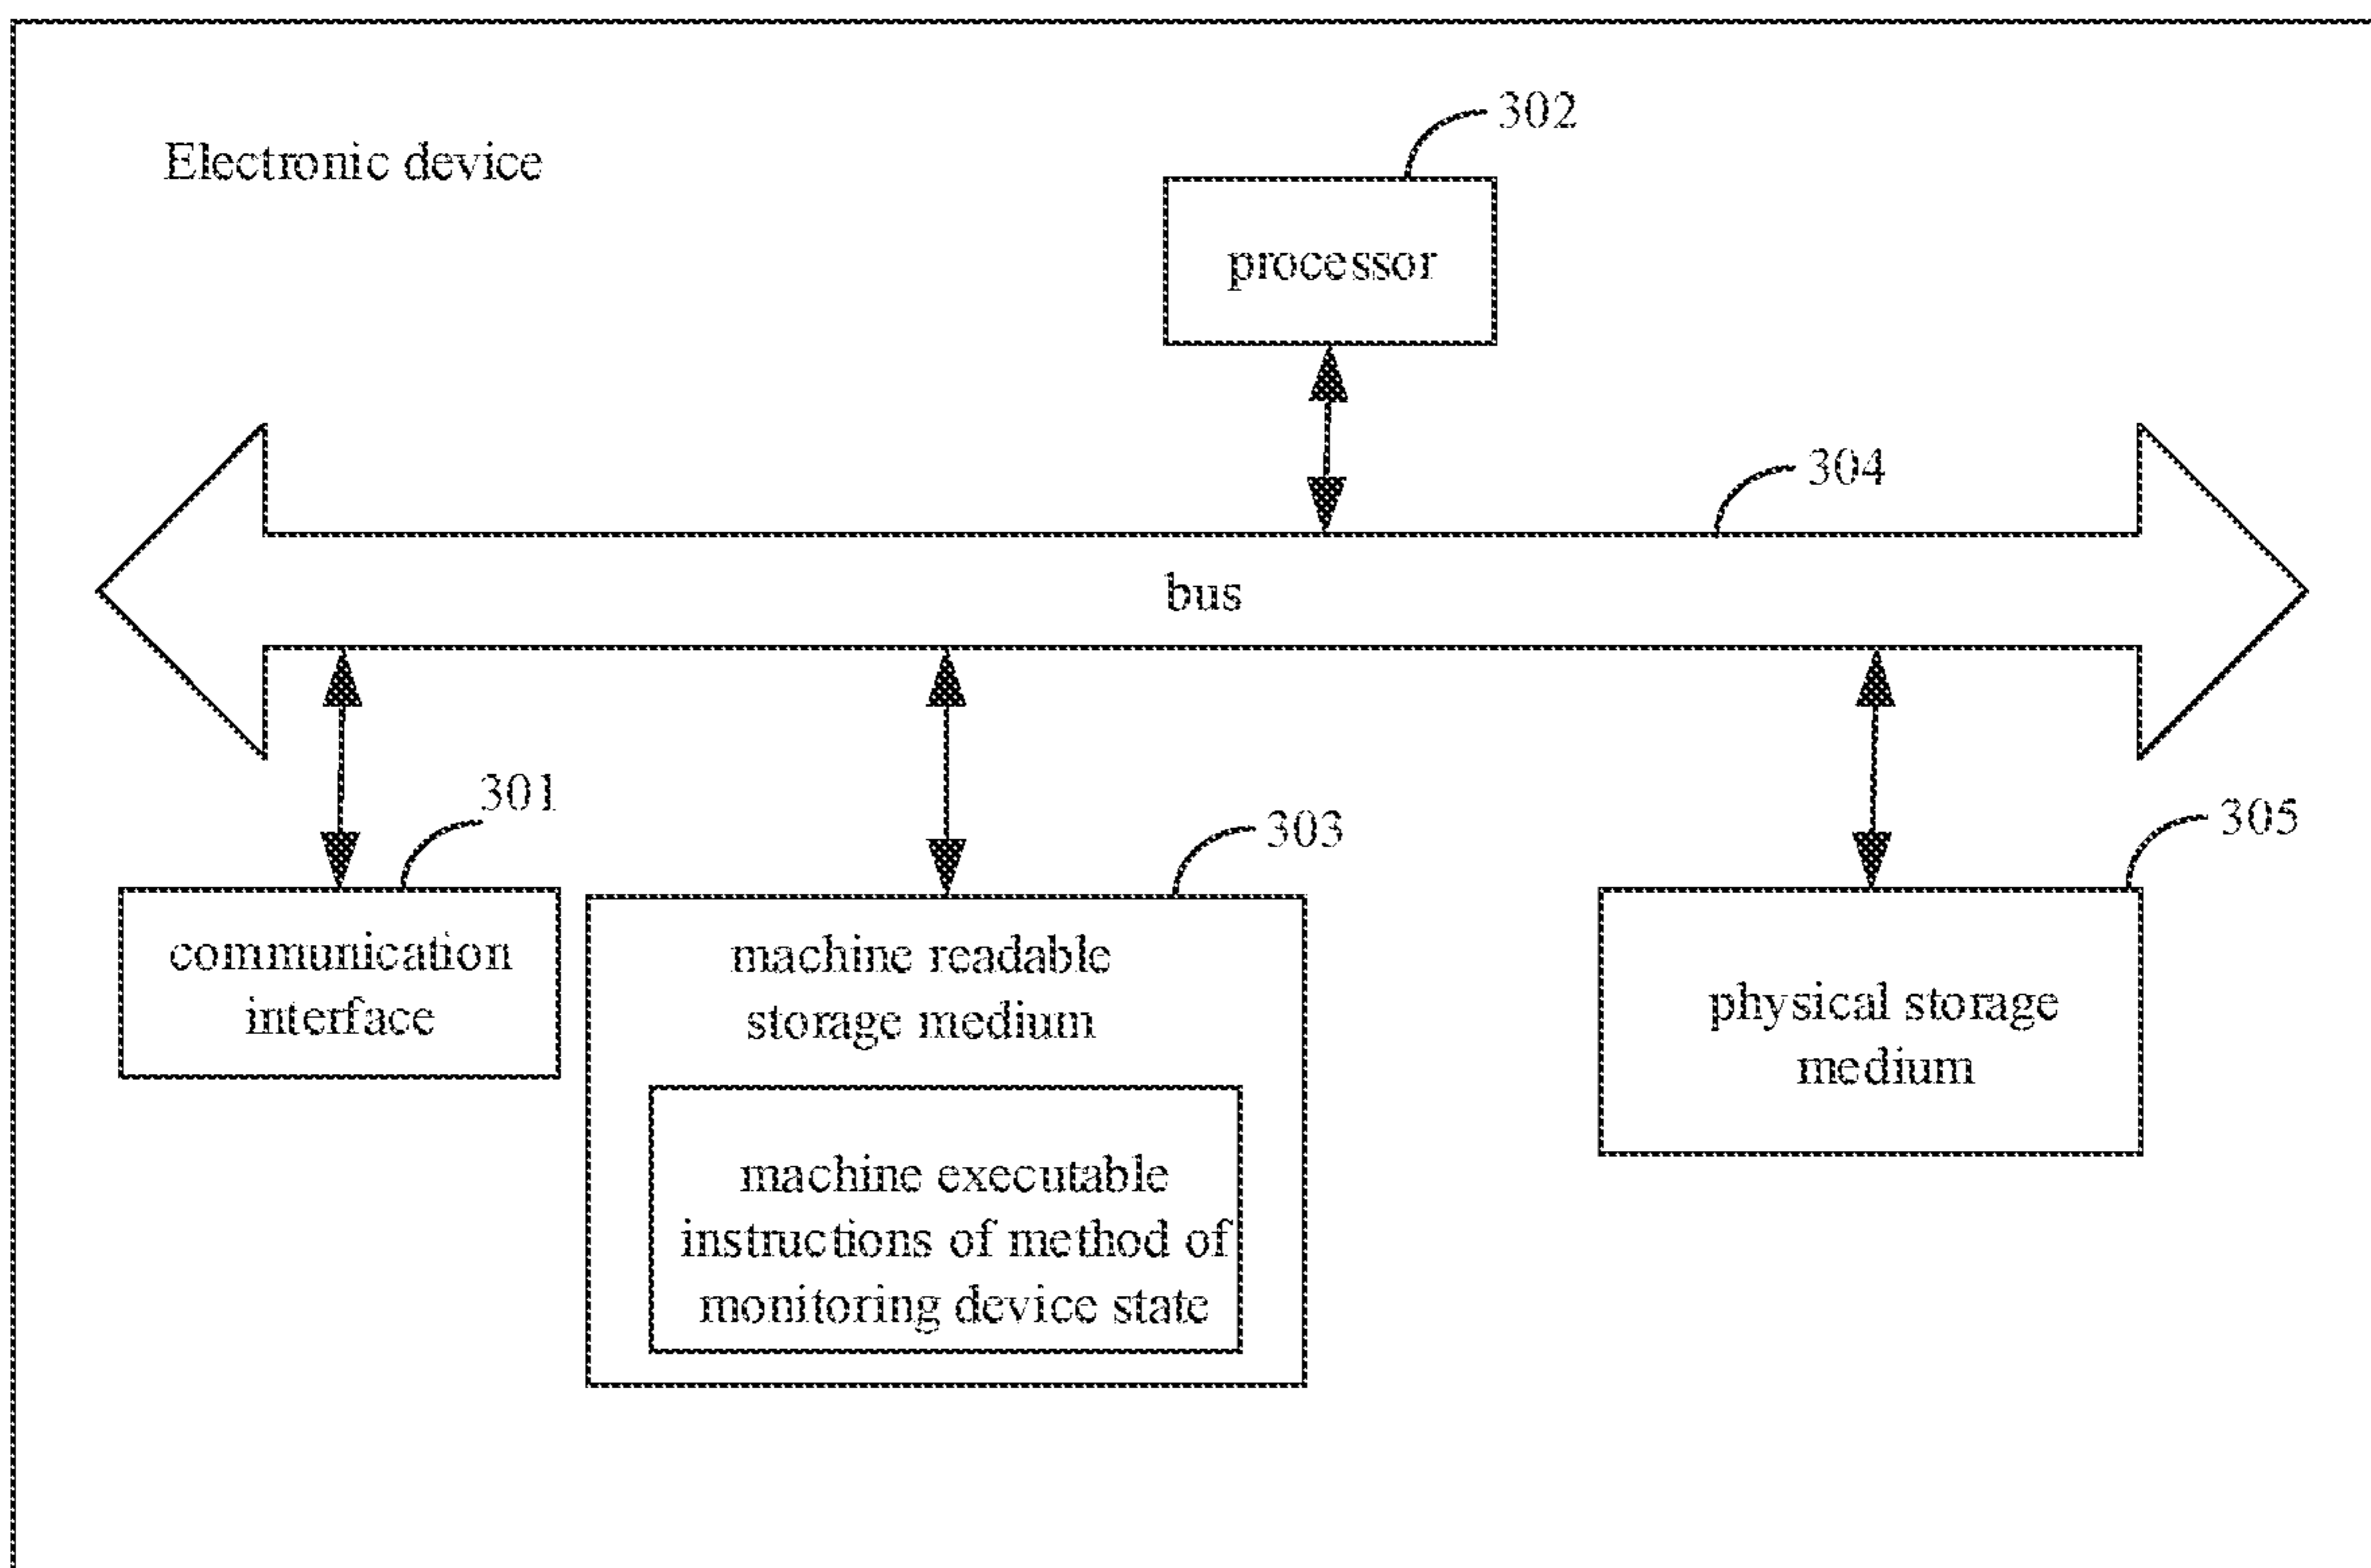 302
Electronic device
processor
304
bus
301
303
305
communication
interface
machine readable
storage medium
physical storage
medium
machine executable
instructions of method of
monitoring device state